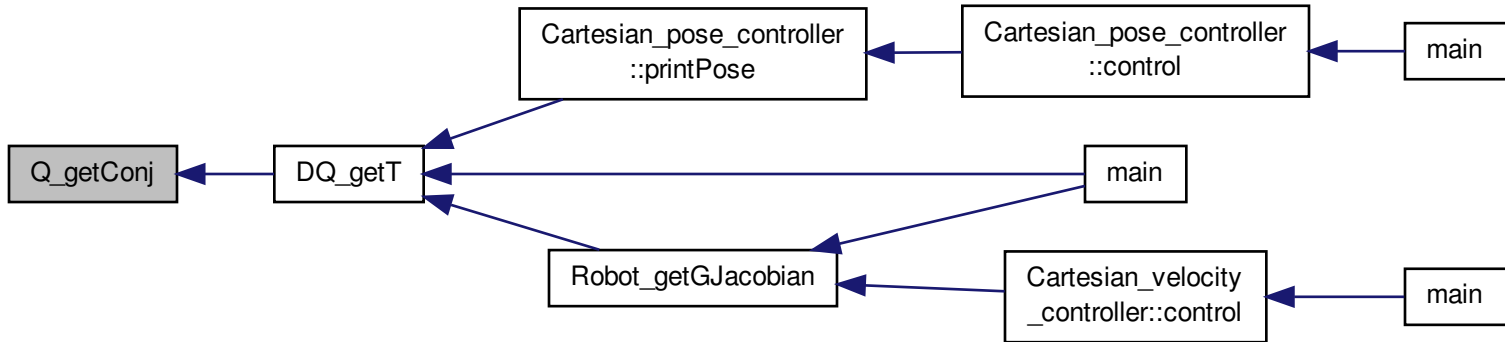 Cartesian_pose_controller
::printPose
Cartesian_pose_controller
::control
main
Q_getConj
DQ_getT
main
Robot_getGJacobian
Cartesian_velocity
_controller::control
main